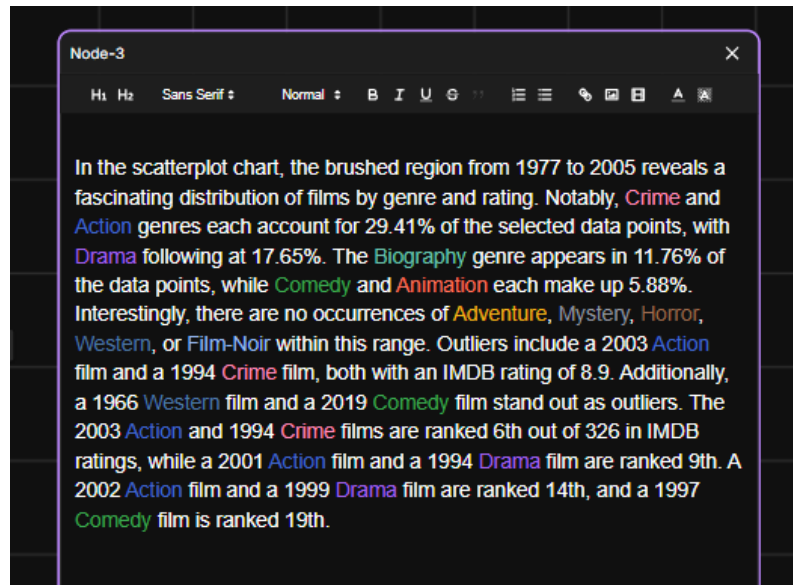 Node-3
H1 H2 Sans Serif Normal B I U S A A
In the scatterplot chart, the brushed region from 1977 to 2005 reveals a
fascinating distribution of films by genre and rating. Notably, Crime and
Action genres each account for 29.41% of the selected data points, with
Drama following at 17.65%. The Biography genre appears in 11.76% of
the data points, while Comedy and Animation each make up 5.88%.
Interestingly, there are no occurrences of Adventure, Mystery, Horror,
Western, or Film-Noir within this range. Outliers include a 2003 Action
film and a 1994 Crime film, both with an IMDB rating of 8.9. Additionally,
a 1966 Western film and a 2019 Comedy film stand out as outliers. The
2003 Action and 1994 Crime films are ranked 6th out of 326 in IMDB
ratings, while a 2001 Action film and a 1994 Drama film are ranked 9th. A
2002 Action film and a 1999 Drama film are ranked 14th, and a 1997
Comedy film is ranked 19th.